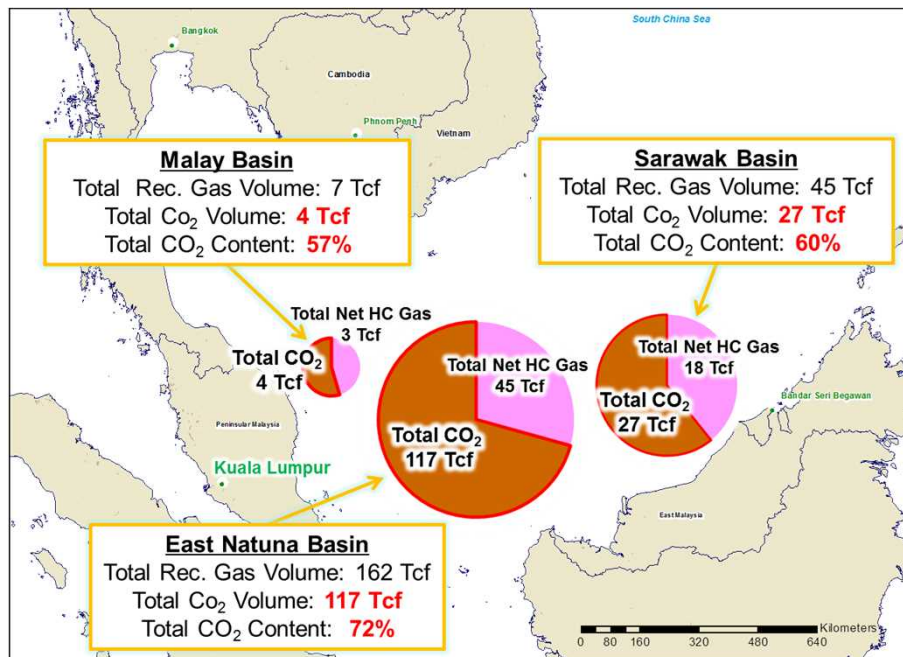 South China Sea
Bangkok
Cambodia
Phnom Penh
Vietnam
Malay Basin
Total Rec. Gas Volume: 7 Tcf
Total Co₂ Volume: 4 Tcf
Total CO₂ Content: 57%
Sarawak Basin
Total Rec. Gas Volume: 45 Tcf
Total Co₂ Volume: 27 Tcf
Total CO₂ Content: 60%
Total Net HC Gas
3 Tcf
Total CO₂
4 Tcf
Total Net HC Gas
45 Tcf
Total CO₂
117 Tcf
Total Net HC Gas
18 Tcf
Total CO₂
27 Tcf
Bandar Seri Begawan
Peninsular Malaysia
Kuala Lumpur
East Malaysia
East Natuna Basin
Total Rec. Gas Volume: 162 Tcf
Total Co₂ Volume: 117 Tcf
Total CO₂ Content: 72%
Kilometers
0 80 160 320 480 640